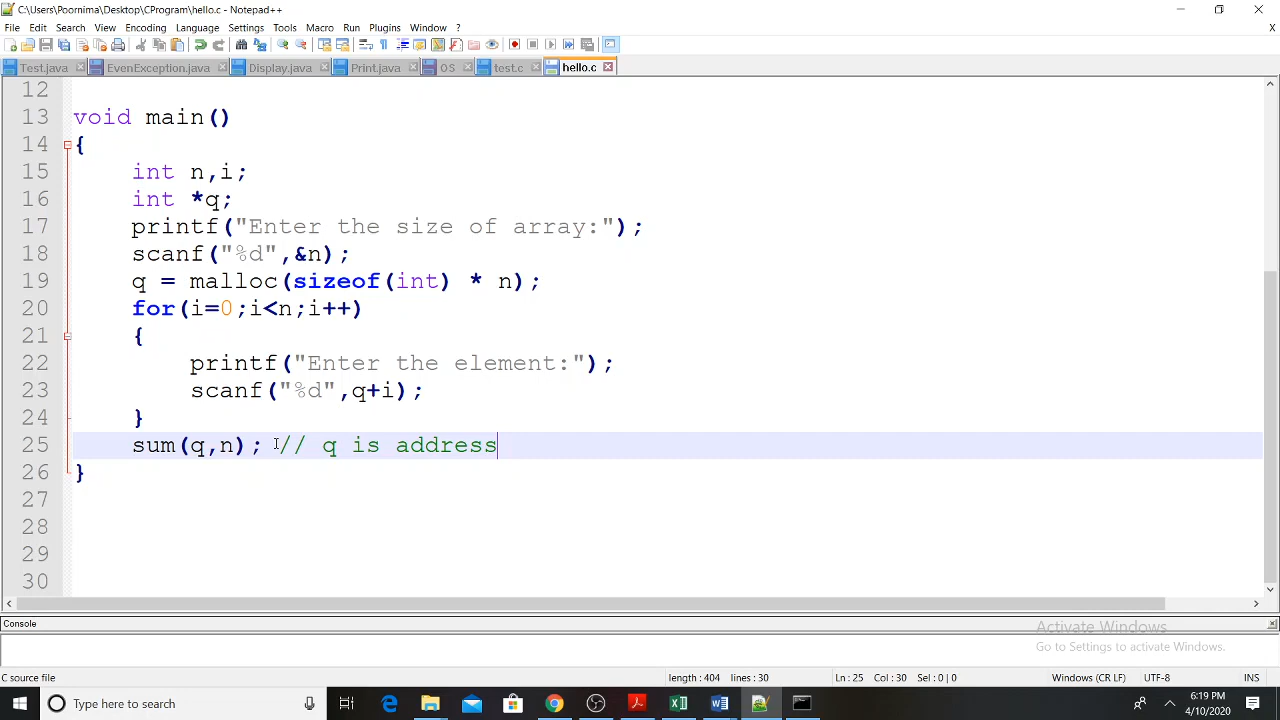 C:\Users\Poornima\Desktop\CProgram\hello.c - Notepad++
File Edit Search View Encoding Language Settings Tools Macro Run Plugins Window ? X
Test.java EvenException.java Display.java Print.java OS test.c hello.c
12
13 void main()
14 {
15 int n,i;
16 int *q;
17 printf("Enter the size of array:");
18 scanf("%d",&n);
19 q = malloc(sizeof(int) * n);
20 for(i=0;i<n;i++)
21 {
22 printf("Enter the element:");
23 scanf("%d",q+i);
24 }
25 sum(q,n); // q is address
26 }
27
28
29
30
Console
Activate Windows
Go to Settings to activate Windows.
C source file length : 404 lines : 30 Ln : 25 Col : 30 Sel : 0 | 0 Windows (CR LF) UTF-8 INS
Type here to search
6:19 PM
4/10/2020